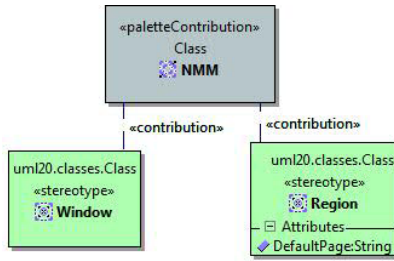 «paletteContribution»
Class
NMM
«contribution»
«contribution»
uml20.classes.Class
«stereotype»
Window
uml20.classes.Class
«stereotype»
Region
Attributes
DefaultPage:String